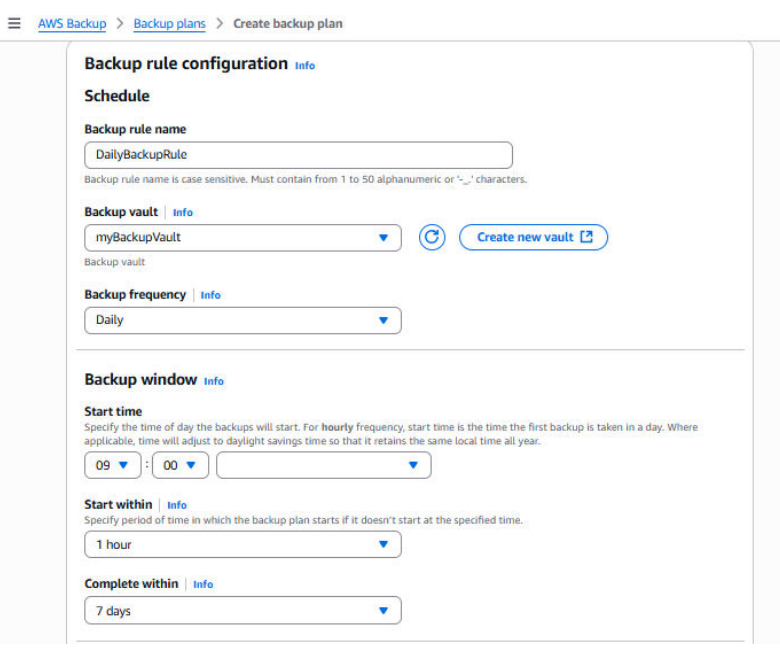 AWS Backup > Backup plans > Create backup plan
Backup rule configuration Info
Schedule
Backup rule name
DailyBackupRule
Backup rule name is case sensitive. Must contain from 1 to 50 alphanumeric or '-_.' characters.
Backup vault | Info
myBackupVault
Create new vault
Backup vault
Backup frequency | Info
Daily
Backup window Info
Start time
Specify the time of day the backups will start. For hourly frequency, start time is the time the first backup is taken in a day. Where
applicable, time will adjust to daylight savings time so that it retains the same local time all year.
09 : 00
Start within | Info
Specify period of time in which the backup plan starts if it doesn't start at the specified time.
1 hour
Complete within | Info
7 days